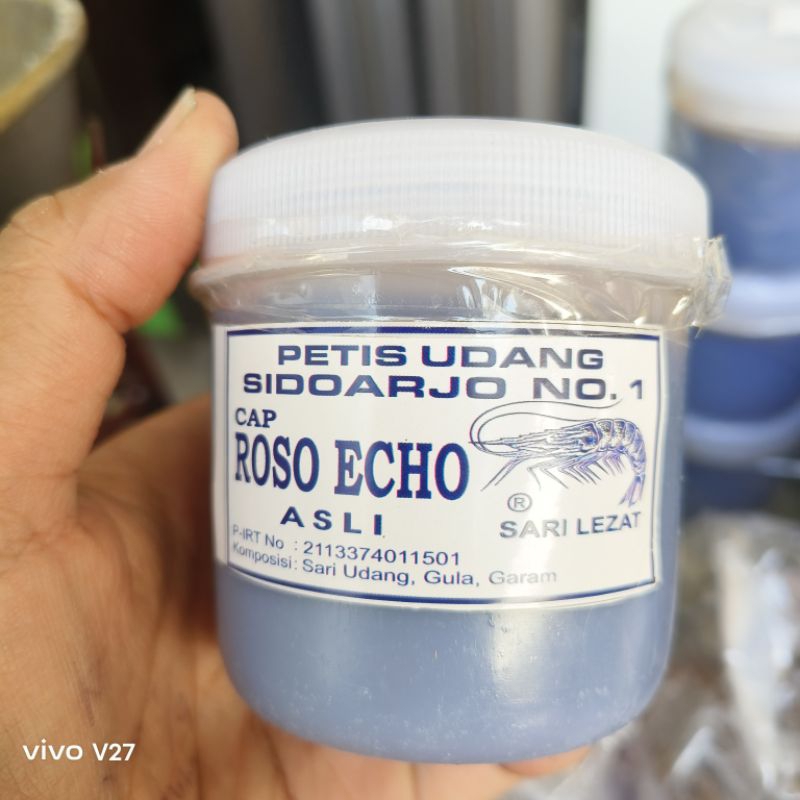 PETIS UDANG
SIDOARJO NO. 1
CAP
ROSO ECHO
ASLI
® SARI LEZAT
P-IRT No : 2113374011501
Komposisi : Sari Udang, Gula, Garam
vivo V27